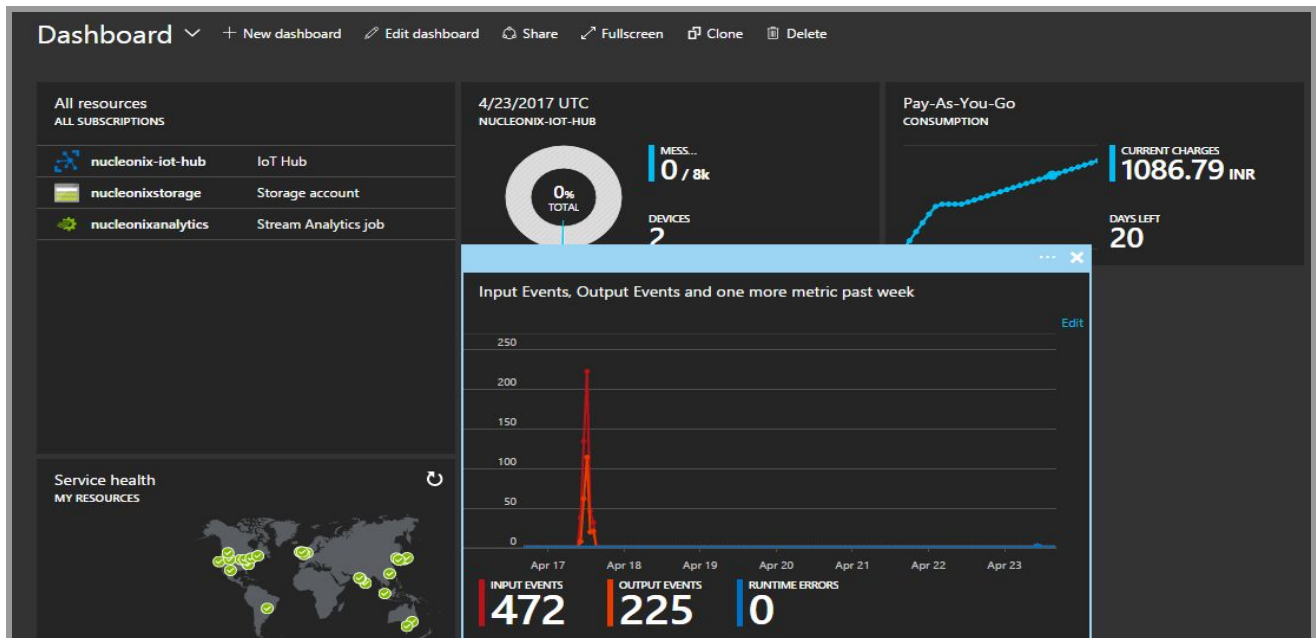 Dashboard
New dashboard
Edit dashboard
Share
Fullscreen
Clone
Delete
All resources
ALL SUBSCRIPTIONS
nucleonix-iot-hub IoT Hub
nucleonixstorage Storage account
nucleonixanalytics Stream Analytics job
4/23/2017 UTC
NUCLEONIX-IOT-HUB
0%
TOTAL
MESS...
0 / 8k
DEVICES
2
Pay-As-You-Go
CONSUMPTION
CURRENT CHARGES
1086.79 INR
DAYS LEFT
20
Input Events, Output Events and one more metric past week
Edit
250
200
150
100
50
0
Apr 17 Apr 18 Apr 19 Apr 20 Apr 21 Apr 22 Apr 23
INPUT EVENTS
472
OUTPUT EVENTS
225
RUNTIME ERRORS
0
Service health
MY RESOURCES